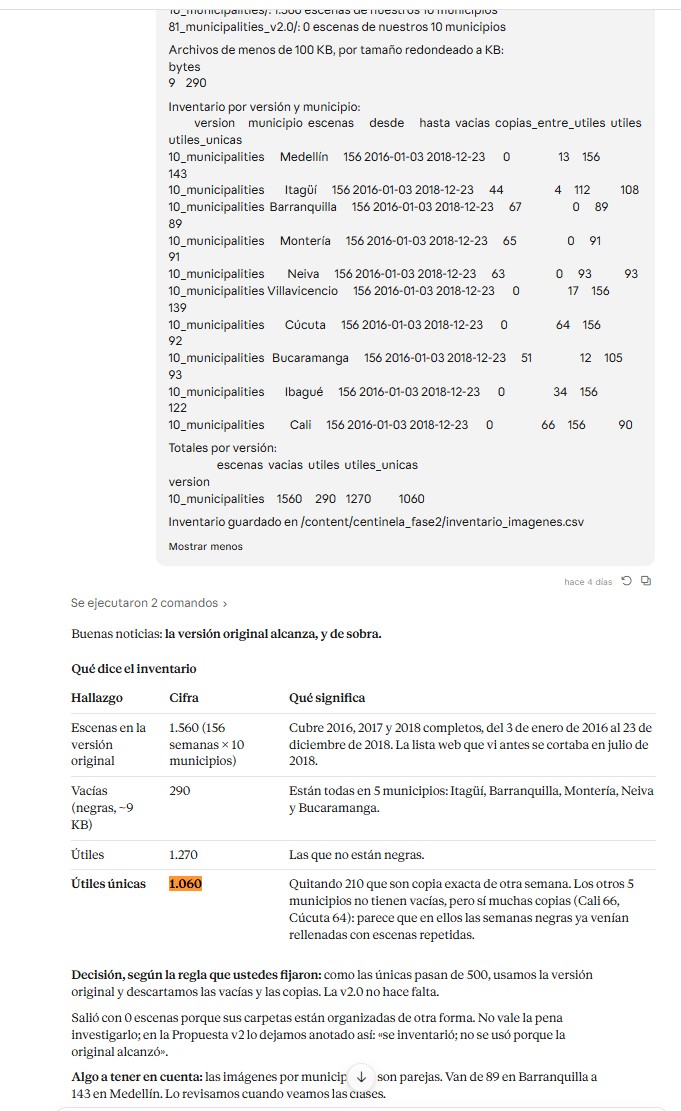 81_municipalities_v2.0/: 0 escenas de nuestros 10 municipios
Archivos de menos de 100 KB, por tamaño redondeado a KB:
bytes
9 290
Inventario por versión y municipio:
version municipio escenas desde hasta vacias copias_entre_utiles utiles
utiles_unicas
10_municipalities Medellín 156 2016-01-03 2018-12-23 0 13 156
143
10_municipalities Itagüí 156 2016-01-03 2018-12-23 44 4 112 108
10_municipalities Barranquilla 156 2016-01-03 2018-12-23 67 0 89
89
10_municipalities Montería 156 2016-01-03 2018-12-23 65 0 91
91
10_municipalities Neiva 156 2016-01-03 2018-12-23 63 0 93 93
10_municipalities Villavicencio 156 2016-01-03 2018-12-23 0 17 156
139
10_municipalities Cúcuta 156 2016-01-03 2018-12-23 0 64 156
92
10_municipalities Bucaramanga 156 2016-01-03 2018-12-23 51 12 105
93
10_municipalities Ibagué 156 2016-01-03 2018-12-23 0 34 156
122
10_municipalities Cali 156 2016-01-03 2018-12-23 0 66 156 90
Totales por versión:
escenas vacias utiles utiles_unicas
version
10_municipalities 1560 290 1270 1060
Inventario guardado en /content/centinela_fase2/inventario_imagenes.csv
Mostrar menos
hace 4 días
Se ejecutaron 2 comandos >
Buenas noticias: la versión original alcanza, y de sobra.
Qué dice el inventario
Hallazgo Cifra Qué significa
Escenas en la versión original
1.560 (156 semanas × 10 municipios)
Cubre 2016, 2017 y 2018 completos, del 3 de enero de 2016 al 23 de
diciembre de 2018. La lista web que vi antes se cortaba en julio de
2018.
Vacías (negras, ~9 KB)
290
Están todas en 5 municipios: Itagüí, Barranquilla, Montería, Neiva
y Bucaramanga.
Útiles 1.270 Las que no están negras.
Útiles únicas 1.060 Quitando 210 que son copia exacta de otra semana. Los otros 5
municipios no tienen vacías, pero sí muchas copias (Cali 66,
Cúcuta 64): parece que en ellos las semanas negras ya venían
rellenadas con escenas repetidas.
Decisión, según la regla que ustedes fijaron: como las únicas pasan de 500, usamos la versión
original y descartamos las vacías y las copias. La v2.0 no hace falta.
Salió con 0 escenas porque sus carpetas están organizadas de otra forma. No vale la pena
investigarlo; en la Propuesta v2 lo dejamos anotado así: «se inventarió; no se usó porque la
original alcanzó».
Algo a tener en cuenta: las imágenes por municip son parejas. Van de 89 en Barranquilla a
143 en Medellín. Lo revisamos cuando veamos las clases.